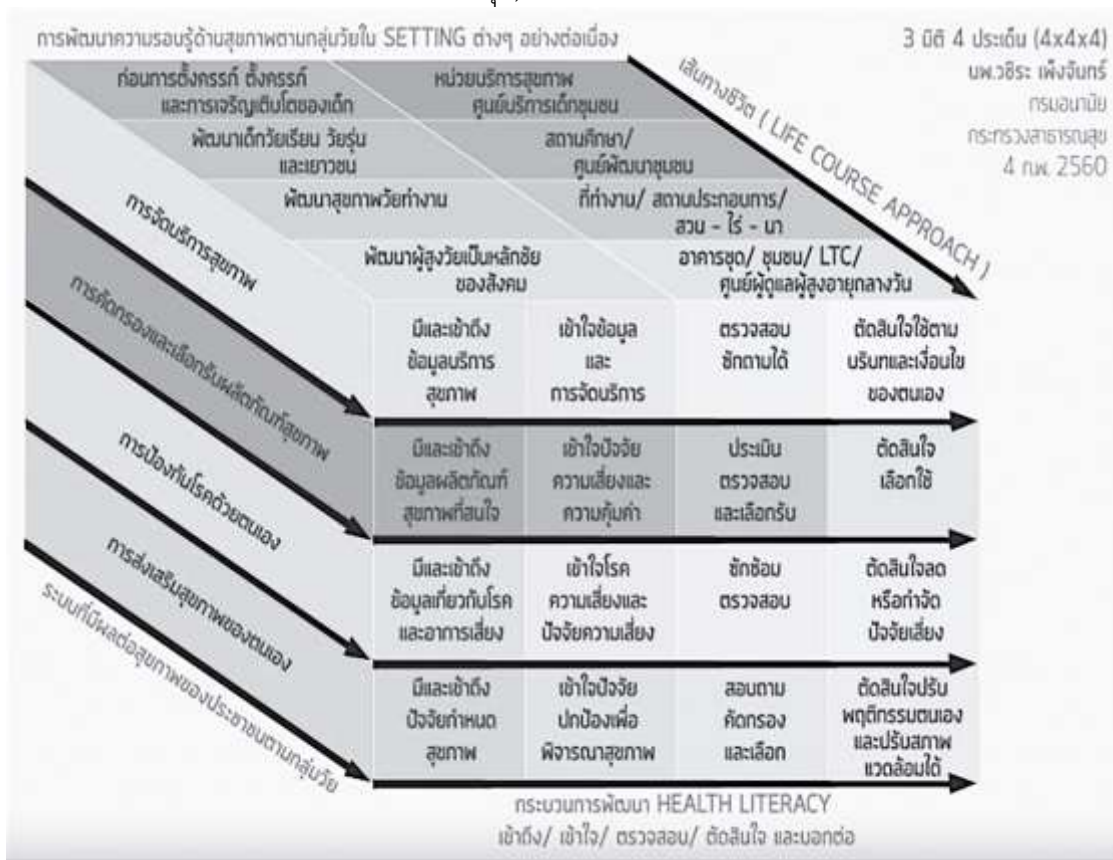 การพัฒนาความรอบรู้ด้านสุขภาพตามกลุ่มวัยใน SETTING ต่างๆ อย่างต่อเนื่อง
3 มิติ 4 ประเด็น (4x4x4)
นพ.วชิระ เพ็งจันทร์
กรมอนามัย
กระทรวงสาธารณสุข
4 กพ. 2560
เส้นทางชีวิต ( LIFE COURSE APPROACH )
ก่อนการตั้งครรภ์ ตั้งครรภ์
และการเจริญเติบโตของเด็ก
หน่วยบริการสุขภาพ
ศูนย์บริการเด็กชุมชน
พัฒนาเด็กวัยเรียน วัยรุ่น
และเยาวชน
สถานศึกษา/
ศูนย์พัฒนาชุมชน
พัฒนาสุขภาพวัยทำงาน
ที่ทำงาน/ สถานประกอบการ/
สวน - ไร่ - นา
พัฒนาผู้สูงวัยเป็นหลักชัย
ของสังคม
อาคารชุด/ ชุมชน/ LTC/
ศูนย์ผู้ดูแลผู้สูงอายุกลางวัน
การจัดบริการสุขภาพ
มีและเข้าถึง
ข้อมูลบริการ
สุขภาพ
เข้าใจข้อมูล
และ
การจัดบริการ
ตรวจสอบ
ซักถามได้
ตัดสินใจใช้ตาม
บริบทและเงื่อนไข
ของตนเอง
การคัดกรองและเลือกรับผลิตภัณฑ์สุขภาพ
มีและเข้าถึง
ข้อมูลผลิตภัณฑ์
สุขภาพที่สนใจ
เข้าใจปัจจัย
ความเสี่ยงและ
ความคุ้มค่า
ประเมิน
ตรวจสอบ
และเลือกรับ
ตัดสินใจ
เลือกใช้
การป้องกันโรคด้วยตนเอง
มีและเข้าถึง
ข้อมูลเกี่ยวกับโรค
และอาการเสี่ยง
เข้าใจโรค
ความเสี่ยงและ
ปัจจัยความเสี่ยง
ซักซ้อม
ตรวจสอบ
ตัดสินใจลด
หรือกำจัด
ปัจจัยเสี่ยง
การส่งเสริมสุขภาพของตนเอง
มีและเข้าถึง
ปัจจัยกำหนด
สุขภาพ
เข้าใจปัจจัย
ปกป้องเพื่อ
พิจารณาสุขภาพ
สอบถาม
คัดกรอง
และเลือก
ตัดสินใจปรับ
พฤติกรรมตนเอง
และปรับสภาพ
แวดล้อมได้
ระบบที่มีผลต่อสุขภาพของประชาชนตามกลุ่มวัย
กระบวนการพัฒนา HEALTH LITERACY
เข้าถึง/ เข้าใจ/ ตรวจสอบ/ ตัดสินใจ และบอกต่อ